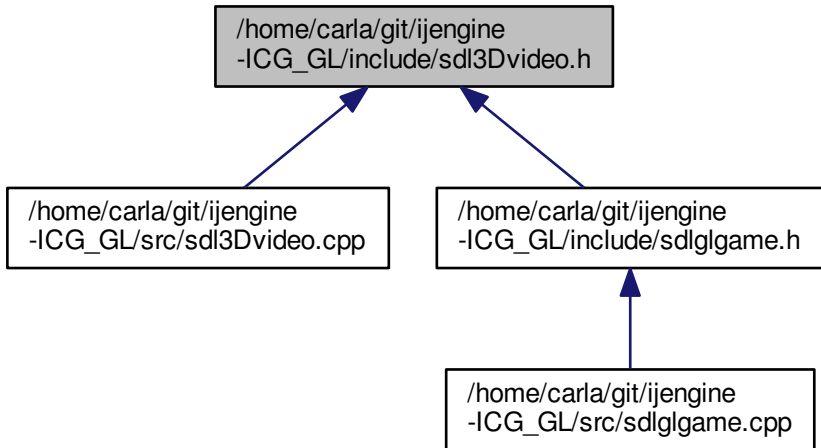 /home/carla/git/ijengine
-ICG_GL/include/sdl3Dvideo.h
/home/carla/git/ijengine
-ICG_GL/src/sdl3Dvideo.cpp
/home/carla/git/ijengine
-ICG_GL/include/sdlglgame.h
/home/carla/git/ijengine
-ICG_GL/src/sdlglgame.cpp